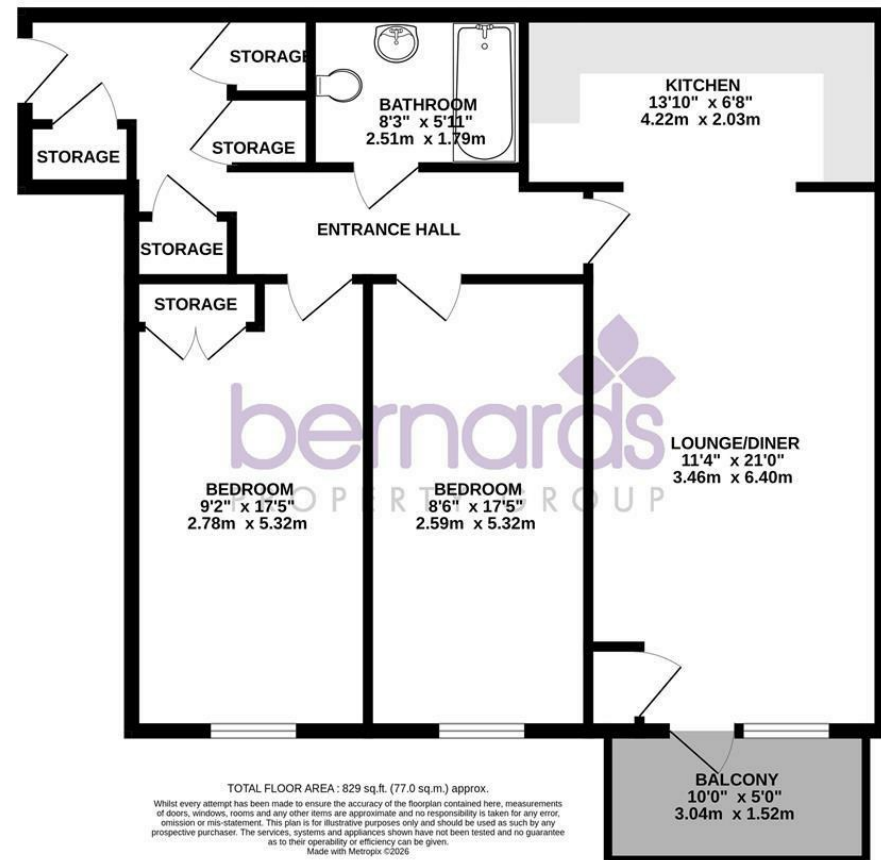 STORAGE
STORAGE
STORAGE
STORAGE
STORAGE
BATHROOM
8'3" x 5'11"
2.51m x 1.79m
KITCHEN
13'10" x 6'8"
4.22m x 2.03m
ENTRANCE HALL
bernards
PROPERTY GROUP
LOUNGE/DINER
11'4" x 21'0"
3.46m x 6.40m
BEDROOM
9'2" x 17'5"
2.78m x 5.32m
BEDROOM
8'6" x 17'5"
2.59m x 5.32m
BALCONY
10'0" x 5'0"
3.04m x 1.52m
TOTAL FLOOR AREA : 829 sq.ft. (77.0 sq.m.) approx.
Whilst every attempt has been made to ensure the accuracy of the floorplan contained here, measurements
of doors, windows, rooms and any other items are approximate and no responsibility is taken for any error,
omission or mis-statement. This plan is for illustrative purposes only and should be used as such by any
prospective purchaser. The services, systems and appliances shown have not been tested and no guarantee
as to their operability or efficiency can be given.
Made with Metropix ©2026